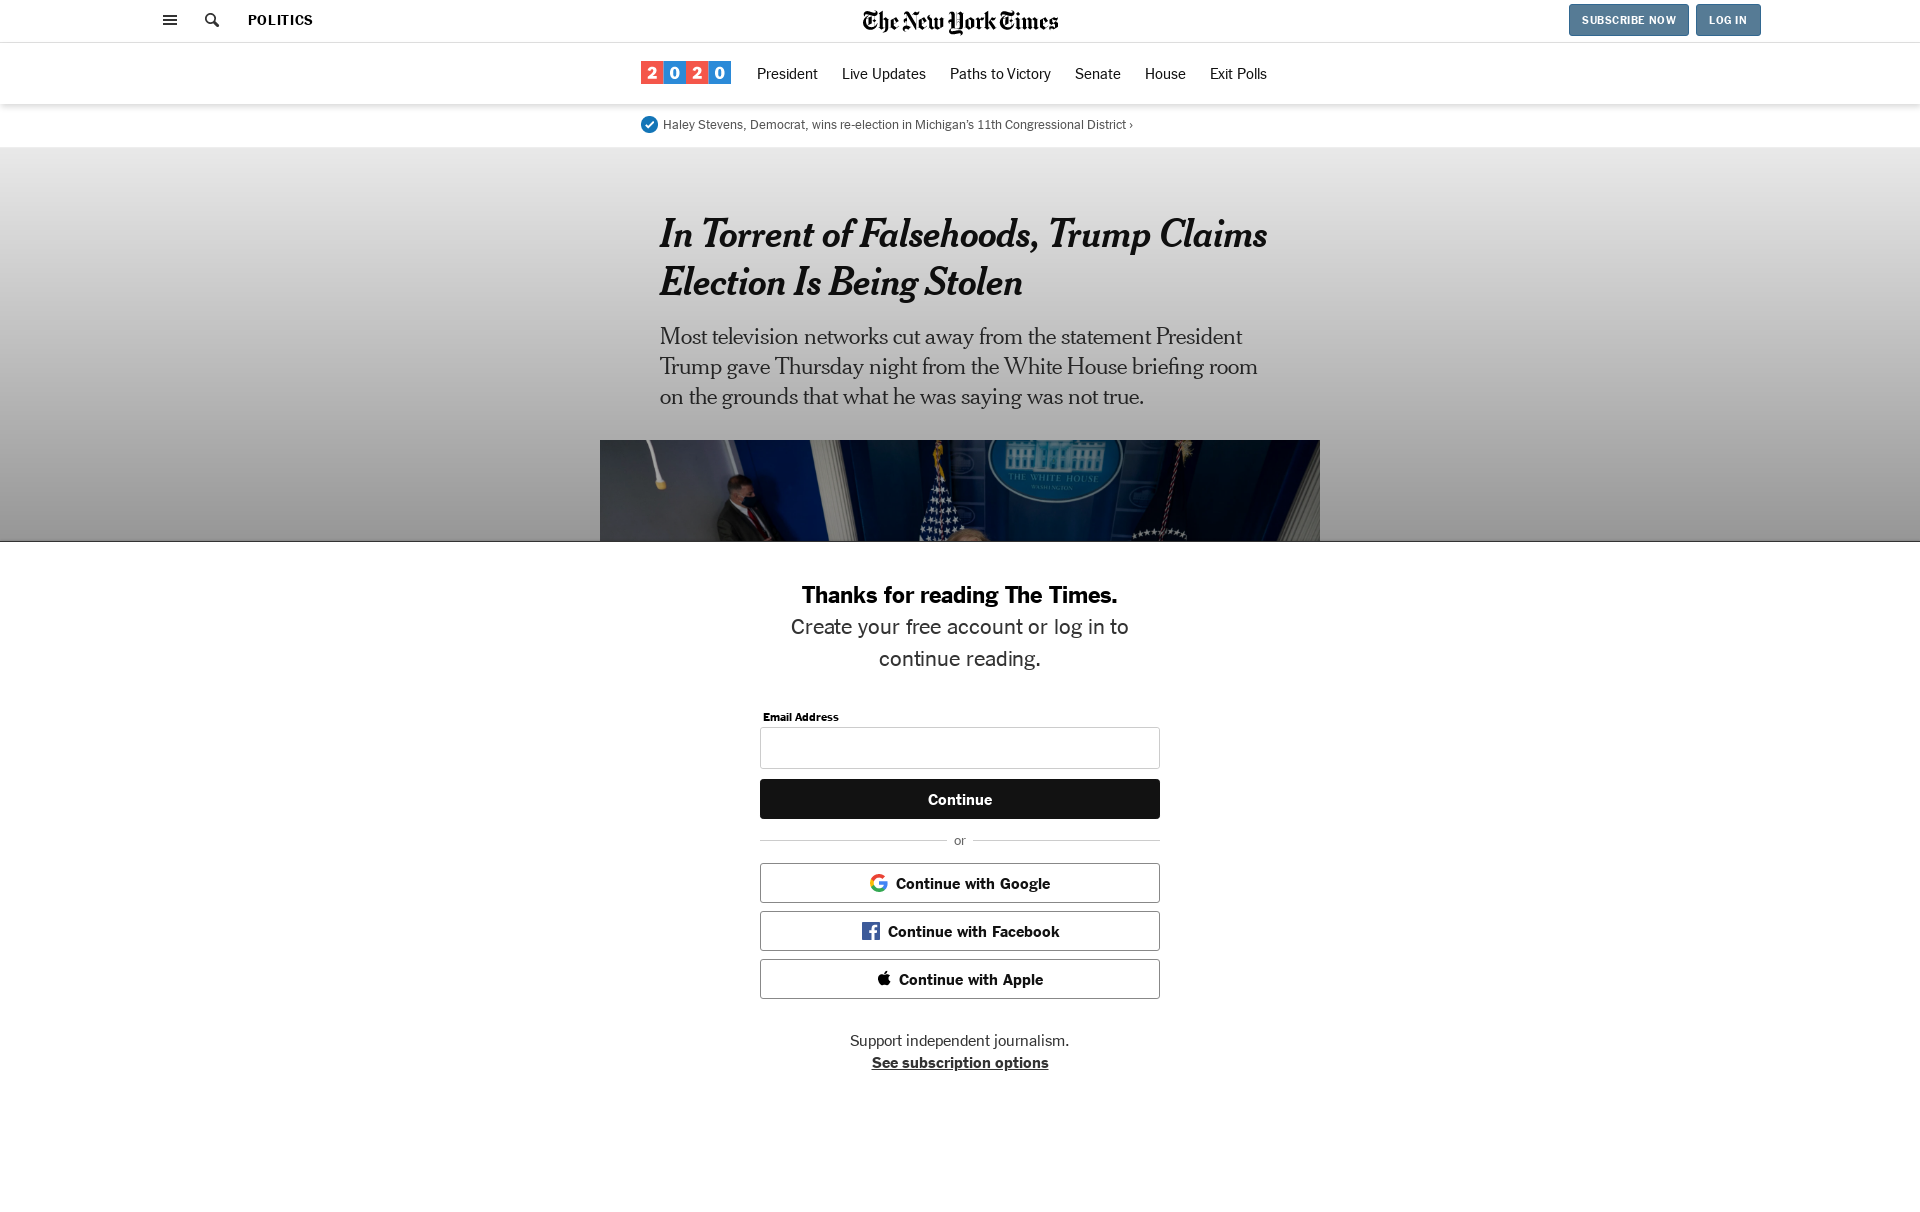 POLITICS
The New York Times
SUBSCRIBE NOW
LOG IN
2020
President
Live Updates
Paths to Victory
Senate
House
Exit Polls
Haley Stevens, Democrat, wins re-election in Michigan’s 11th Congressional District ›
In Torrent of Falsehoods, Trump Claims
Election Is Being Stolen
Most television networks cut away from the statement President
Trump gave Thursday night from the White House briefing room
on the grounds that what he was saying was not true.
THE WHITE HOUSE
WASHINGTON
Thanks for reading The Times.
Create your free account or log in to
continue reading.
Email Address
Continue
or
Continue with Google
Continue with Facebook
Continue with Apple
Support independent journalism.
See subscription options